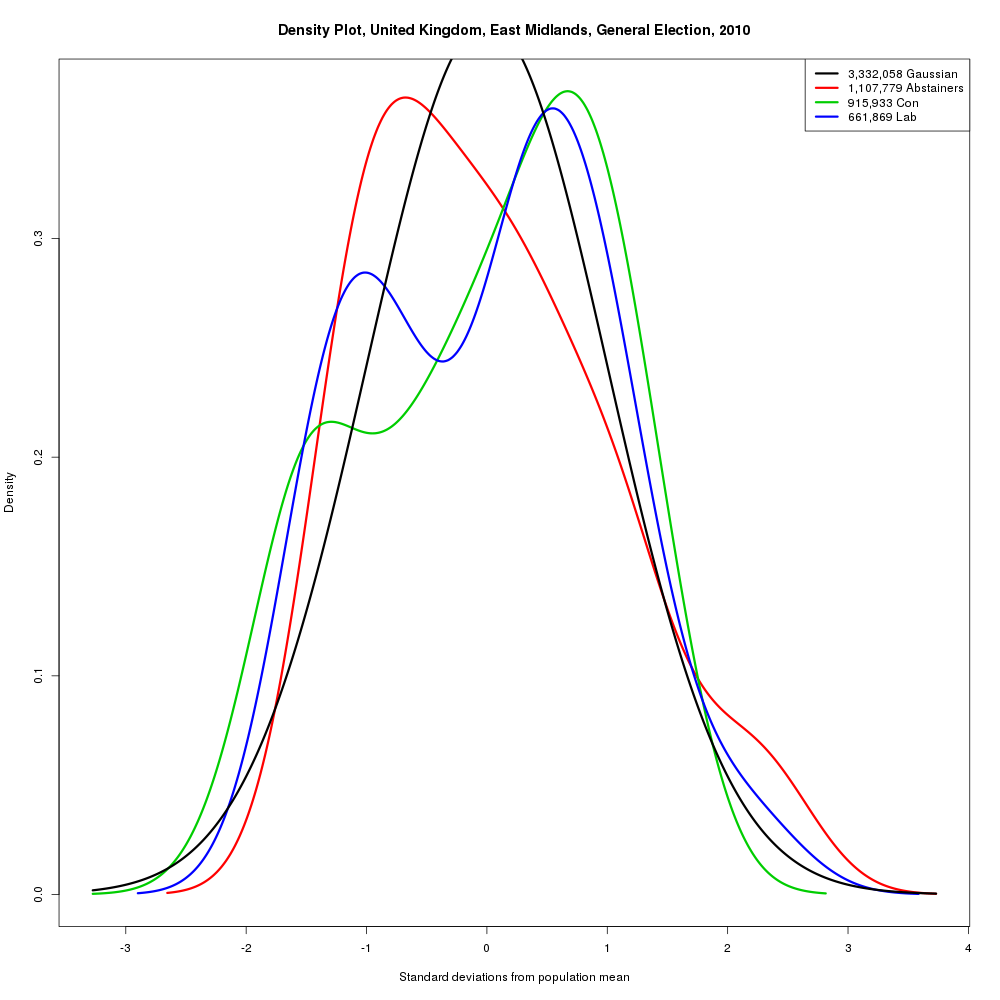 Density Plot, United Kingdom, East Midlands, General Election, 2010
3,332,058 Gaussian
1,107,779 Abstainers
915,933 Con
661,869 Lab
Density
0.3
0.2
0.1
0.0
-3 -2 -1 0 1 2 3 4
Standard deviations from population mean